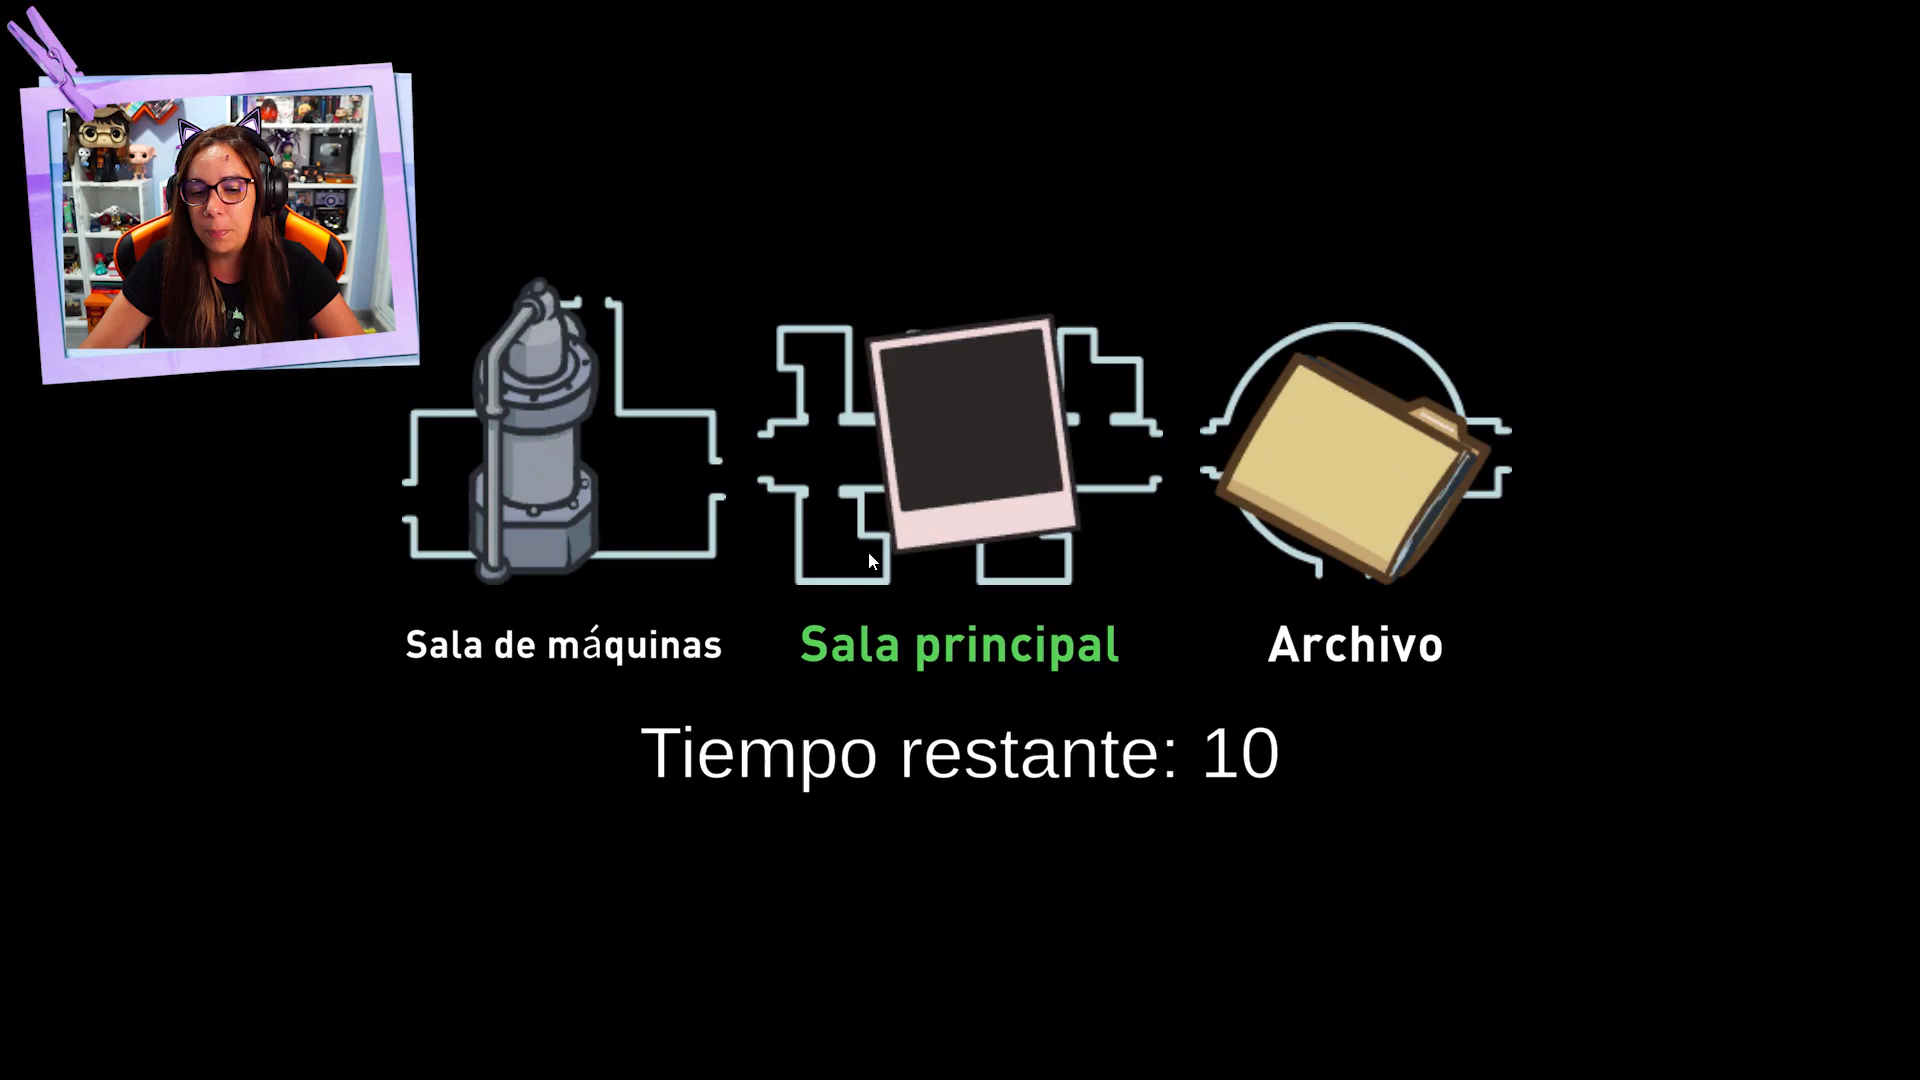 Sala de máquinas
Sala principal
Archivo
Tiempo restante: 10